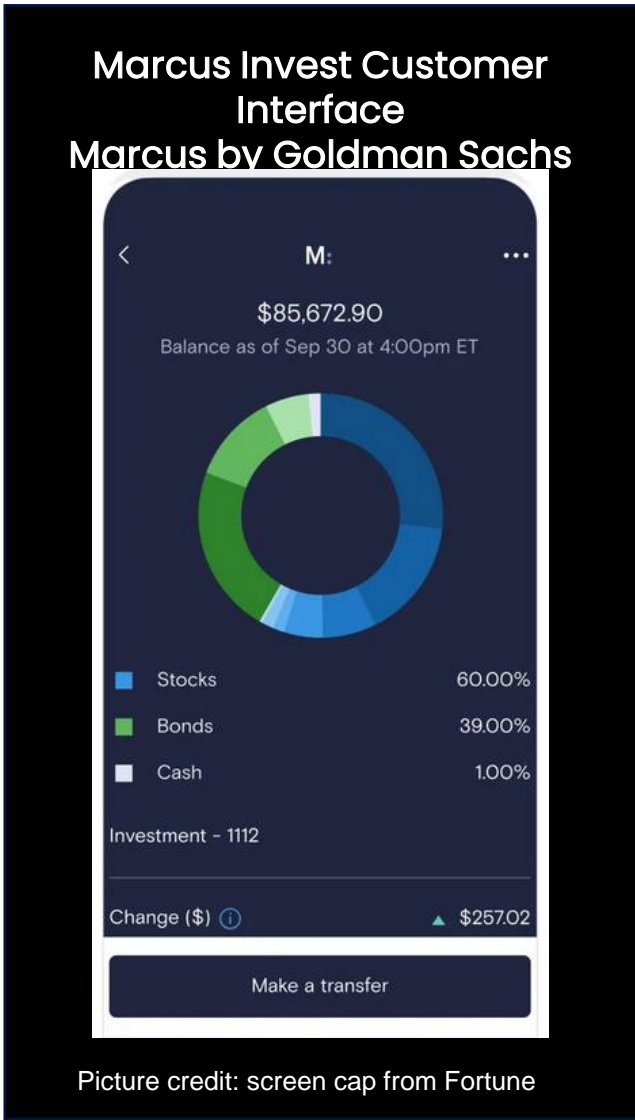 Marcus Invest Customer
Interface
Marcus by Goldman Sachs
M:
$85,672.90
Balance as of Sep 30 at 4:00pm ET
Stocks 60.00%
Bonds 39.00%
Cash 1.00%
Investment - 1112
Change ($) i ▲ $257.02
Make a transfer
Picture credit: screen cap from Fortune